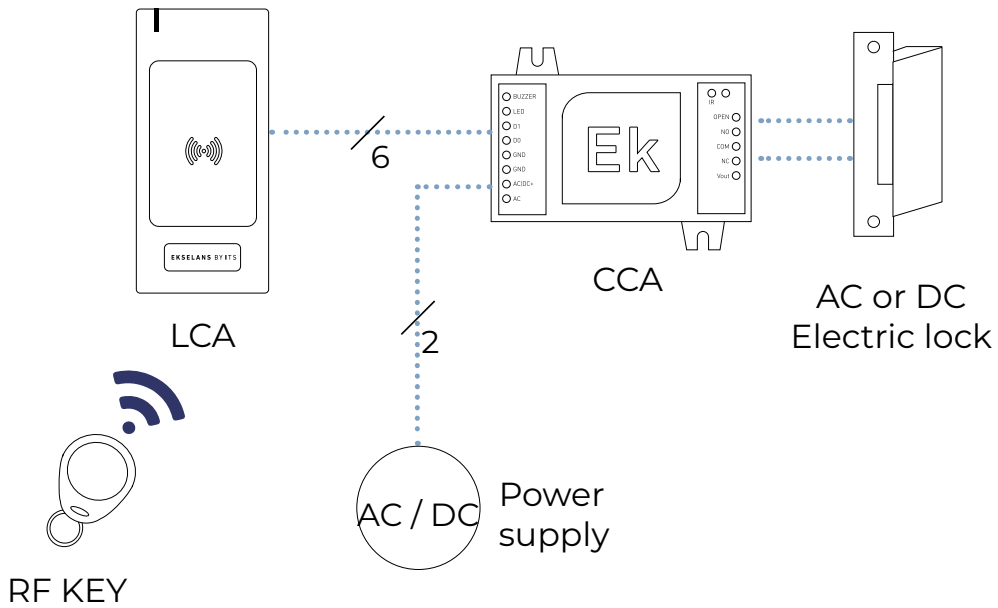 EKSELANS BY ITS
LCA
6
BUZZER
LED
D1
D0
GND
GND
AC/DC+
AC
Ek
IR
OPEN
NO
COM
NC
Vout
CCA
AC or DC
Electric lock
2
AC / DC
Power
supply
RF KEY